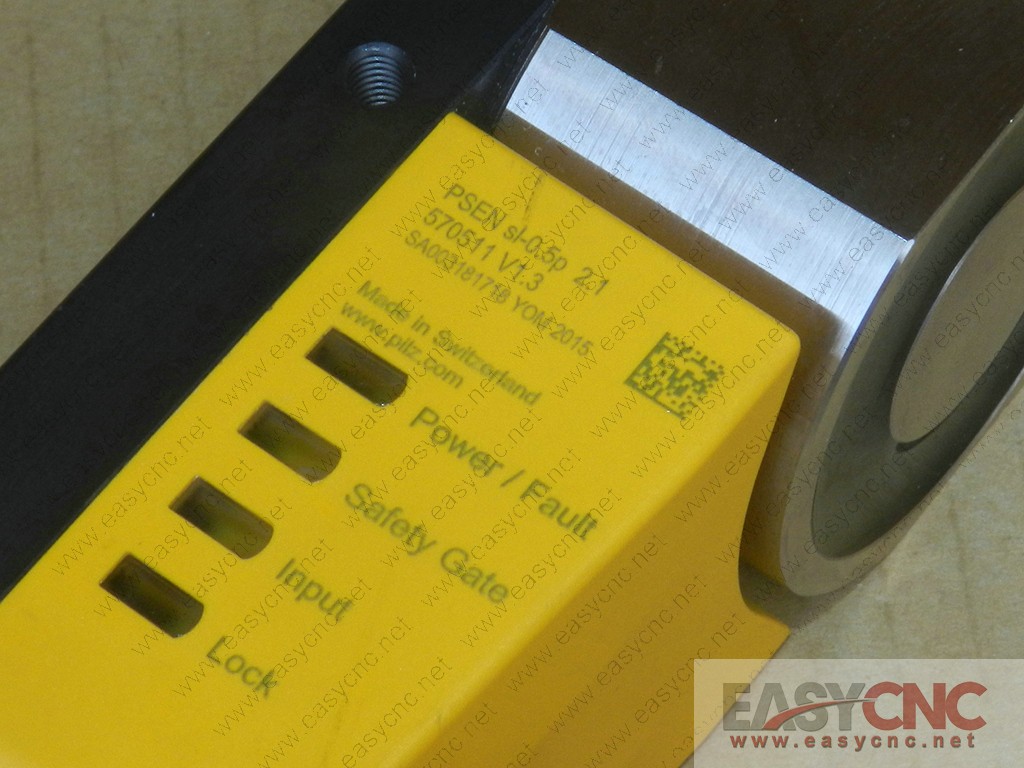 PSEN sl-0.5p 2.1
570511 V1.3
SA003181718 YOM 2015
Made in Switzerland
www.pilz.com
Power / Fault
Safety Gate
Input
Lock
EASYCNC
www.easycnc.net